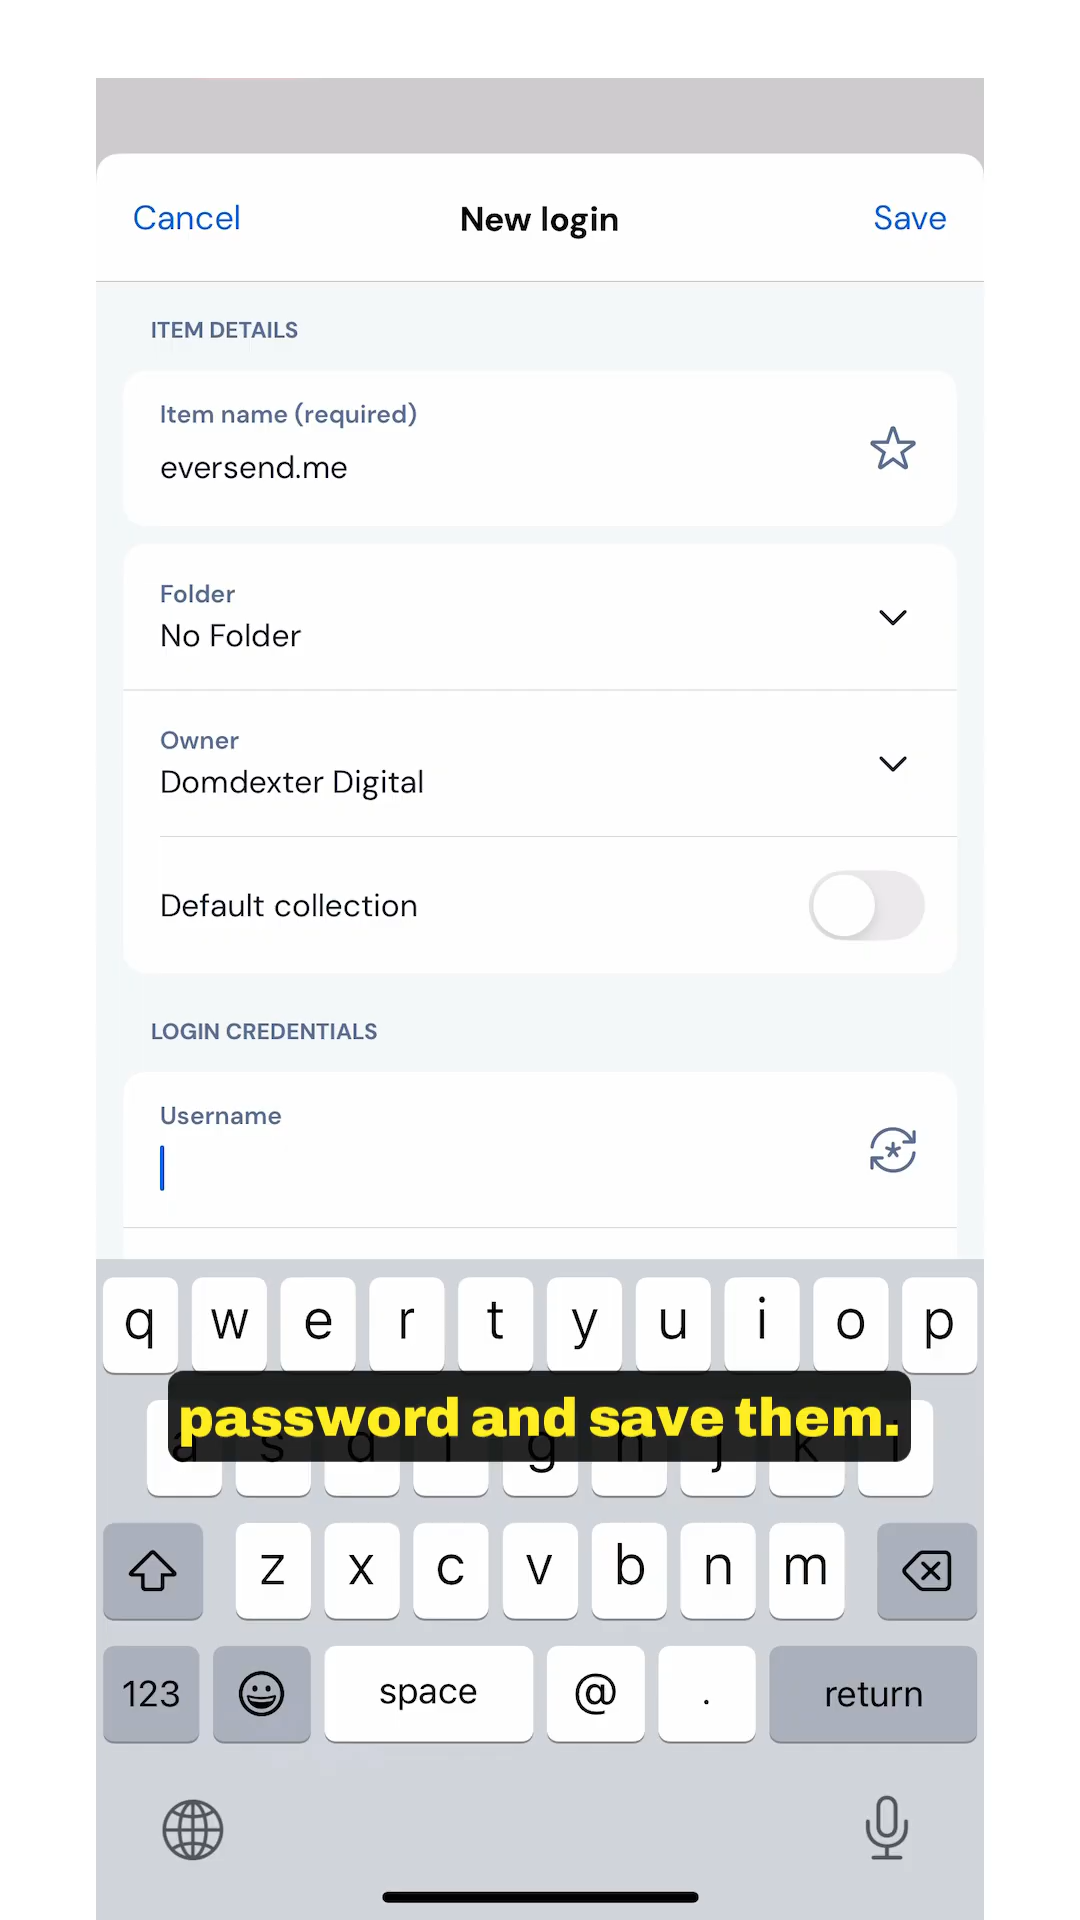 Cancel
New login
Save
ITEM DETAILS
Item name (required)
eversend.me
Folder
No Folder
Owner
Domdexter Digital
Default collection
LOGIN CREDENTIALS
Username
q w e r t y u i o p
password and save them.
a s d f g h j k l
z x c v b n m
123 space @ . return